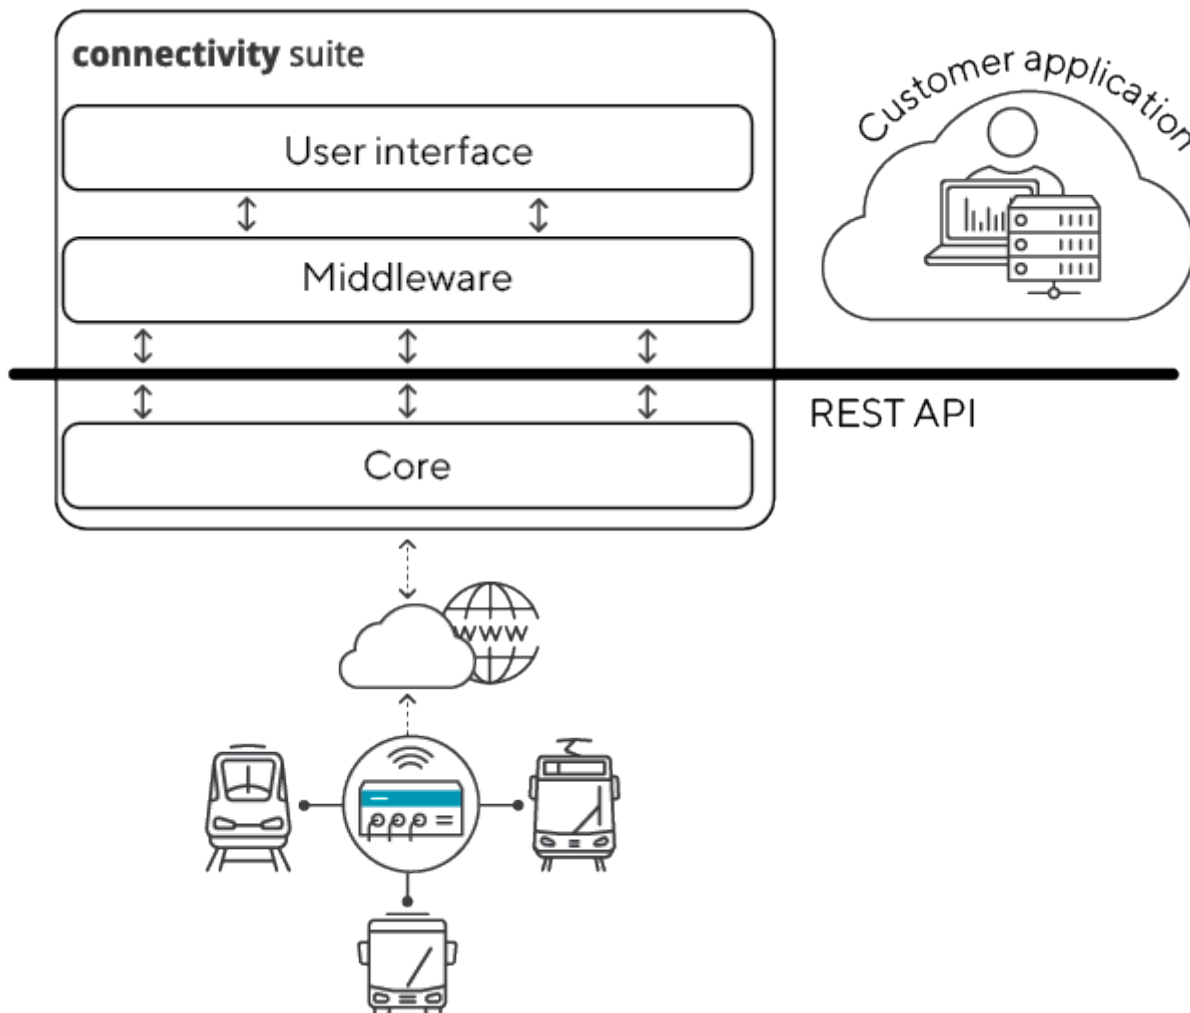 connectivity suite
User interface
Middleware
Core
Customer application
REST API
WWW